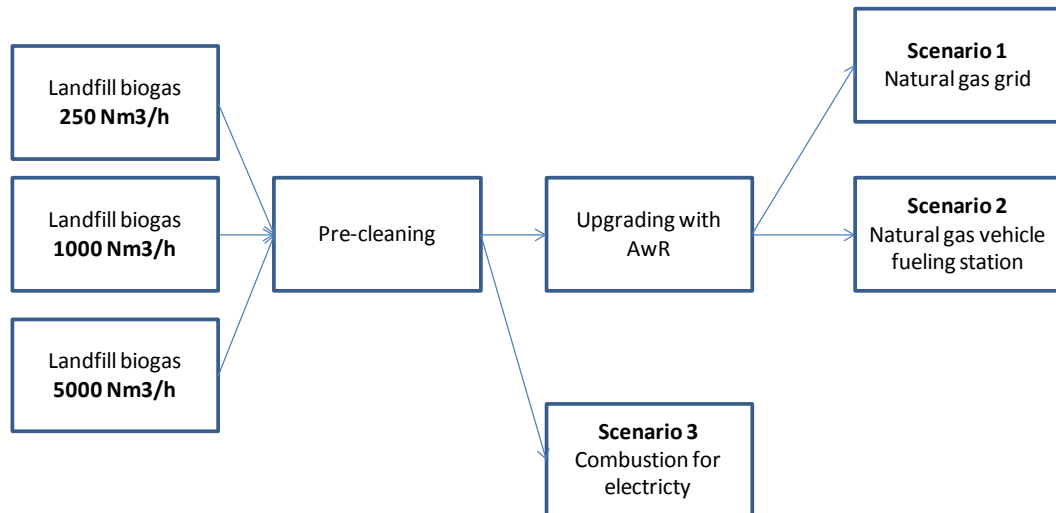 Landfill biogas
250 Nm3/h
Landfill biogas
1000 Nm3/h
Landfill biogas
5000 Nm3/h
Pre-cleaning
Upgrading with
AwR
Scenario 1
Natural gas grid
Scenario 2
Natural gas vehicle
fueling station
Scenario 3
Combustion for
electricty